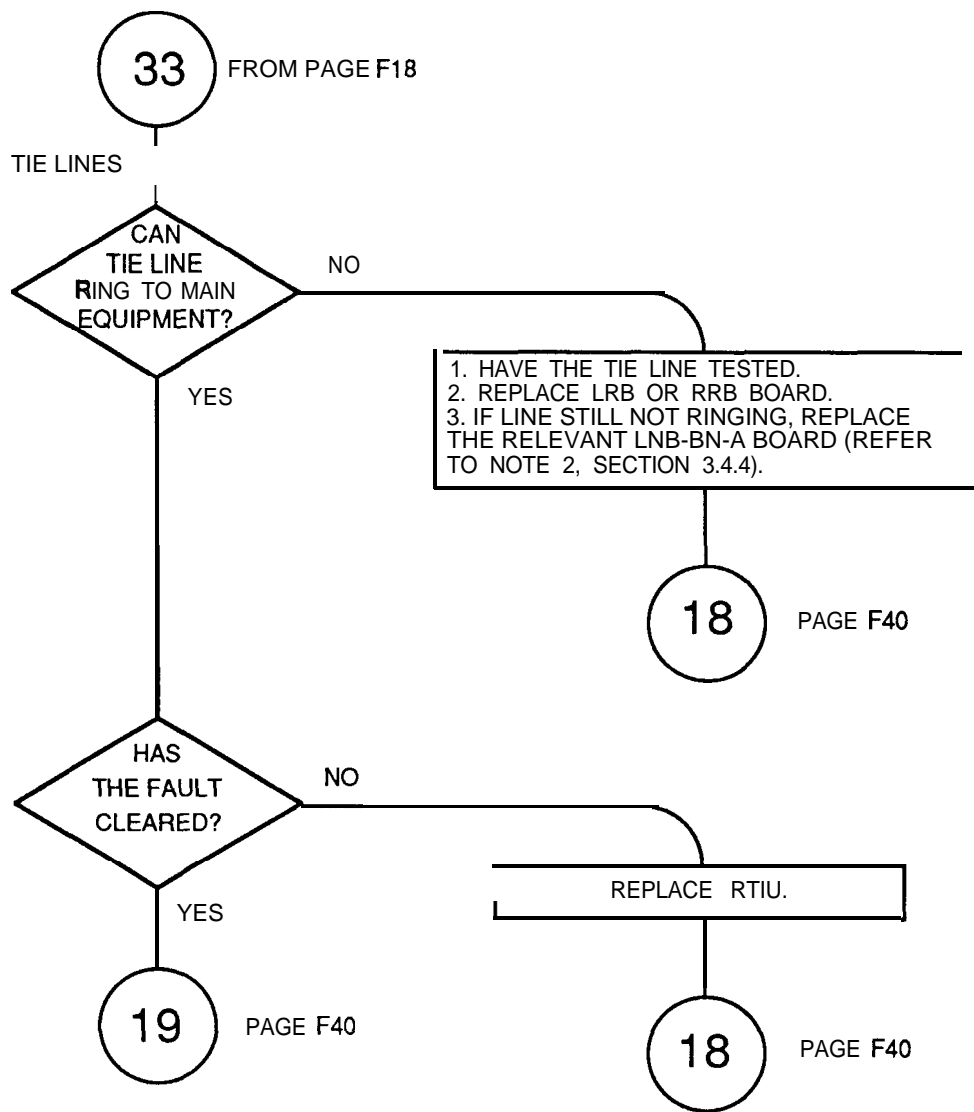 33
FROM PAGE F18
TIE LINES
CAN
TIE LINE
RING TO MAIN
EQUIPMENT?
NO
YES
1. HAVE THE TIE LINE TESTED.
2. REPLACE LRB OR RRB BOARD.
3. IF LINE STILL NOT RINGING, REPLACE
THE RELEVANT LNB-BN-A BOARD (REFER
TO NOTE 2, SECTION 3.4.4).
18
PAGE F40
HAS
THE FAULT
CLEARED?
NO
YES
REPLACE RTIU.
19
PAGE F40
18
PAGE F40